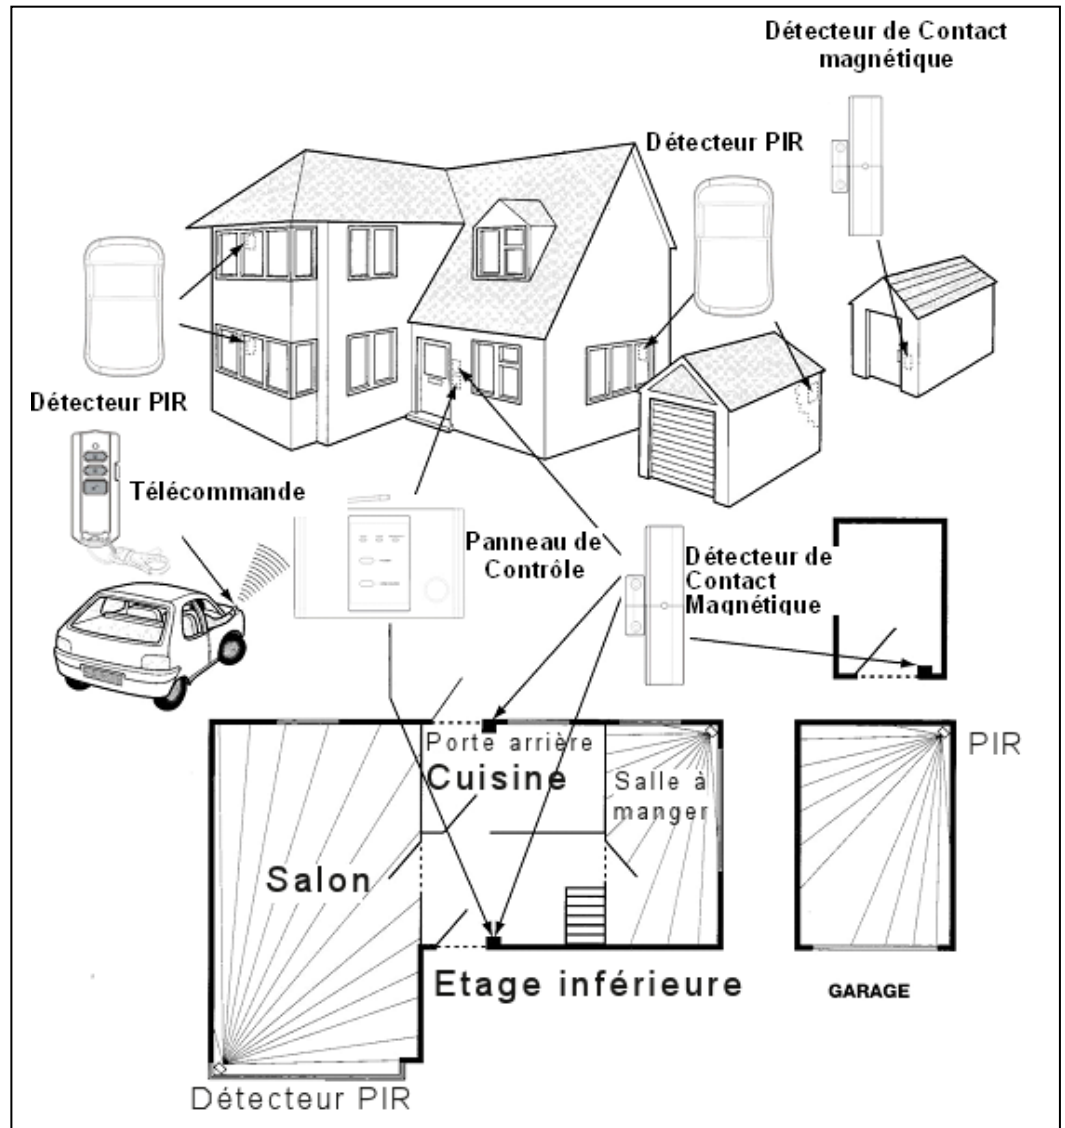 Détecteur de Contact
magnétique
Détecteur PIR
Détecteur PIR
Télécommande
Panneau de
Contrôle
Détecteur de
Contact
Magnétique
Porte arrière
Cuisine
Salle à
manger
PIR
Salon
Etage inférieure
GARAGE
Détecteur PIR